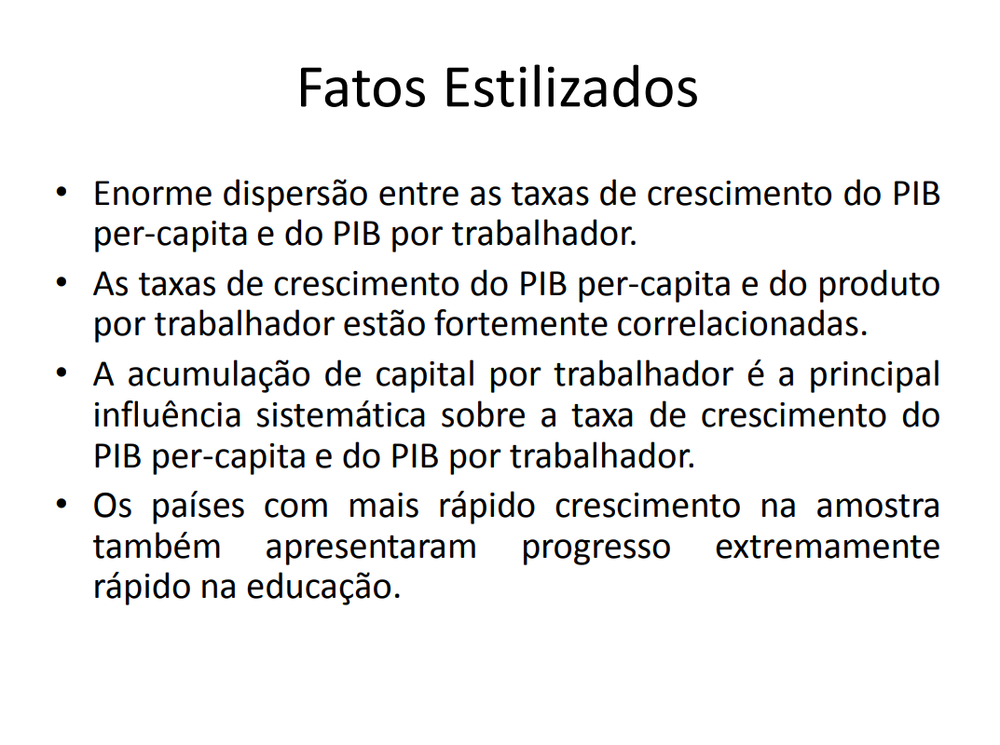 Fatos Estilizados
• Enorme dispersão entre as taxas de crescimento do PIB
per-capita e do PIB por trabalhador.
• As taxas de crescimento do PIB per-capita e do produto
por trabalhador estão fortemente correlacionadas.
• A acumulação de capital por trabalhador é a principal
influência sistemática sobre a taxa de crescimento do
PIB per-capita e do PIB por trabalhador.
• Os países com mais rápido crescimento na amostra
também apresentaram progresso extremamente
rápido na educação.